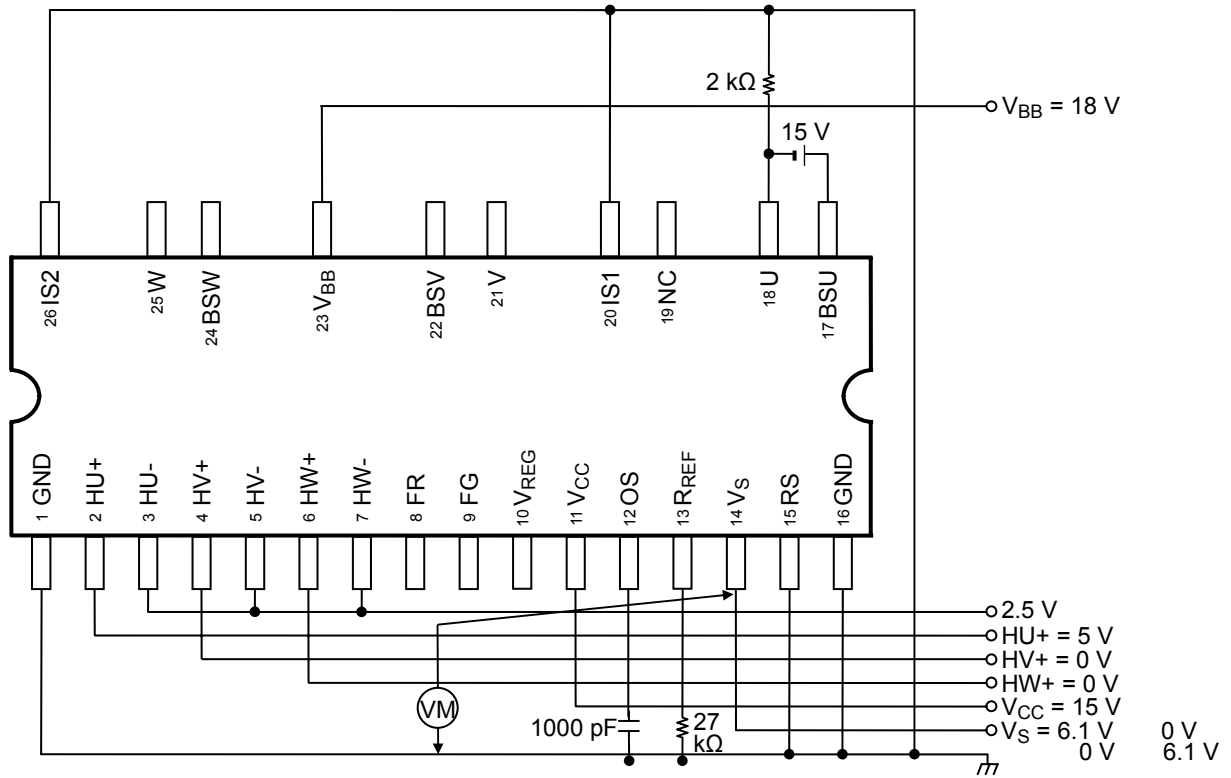 2 kΩ
V_BB = 18 V
15 V
26 IS2
25 W
24 BSW
23 V_BB
22 BSV
21 V
20 IS1
19 NC
18 U
17 BSU
1 GND
2 HU+
3 HU-
4 HV+
5 HV-
6 HW+
7 HW-
8 FR
9 FG
10 V_REG
11 V_CC
12 OS
13 R_REF
14 V_S
15 RS
16 GND
2.5 V
HU+ = 5 V
HV+ = 0 V
HW+ = 0 V
V_CC = 15 V
VM
1000 pF
27
kΩ
V_S = 6.1 V 0 V
0 V 6.1 V